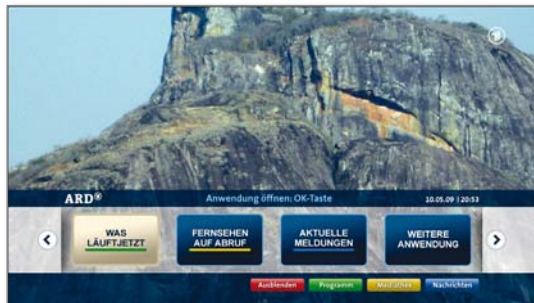 ARD Anwendung öffnen: OK-Taste 10.05.09 | 20:53
WAS
LÄUFTJETZT
FERNSEHEN
AUF ABRUF
AKTUELLE
MELDUNGEN
WEITERE
ANWENDUNG
Ausblenden Programm Mediathek Nachrichten